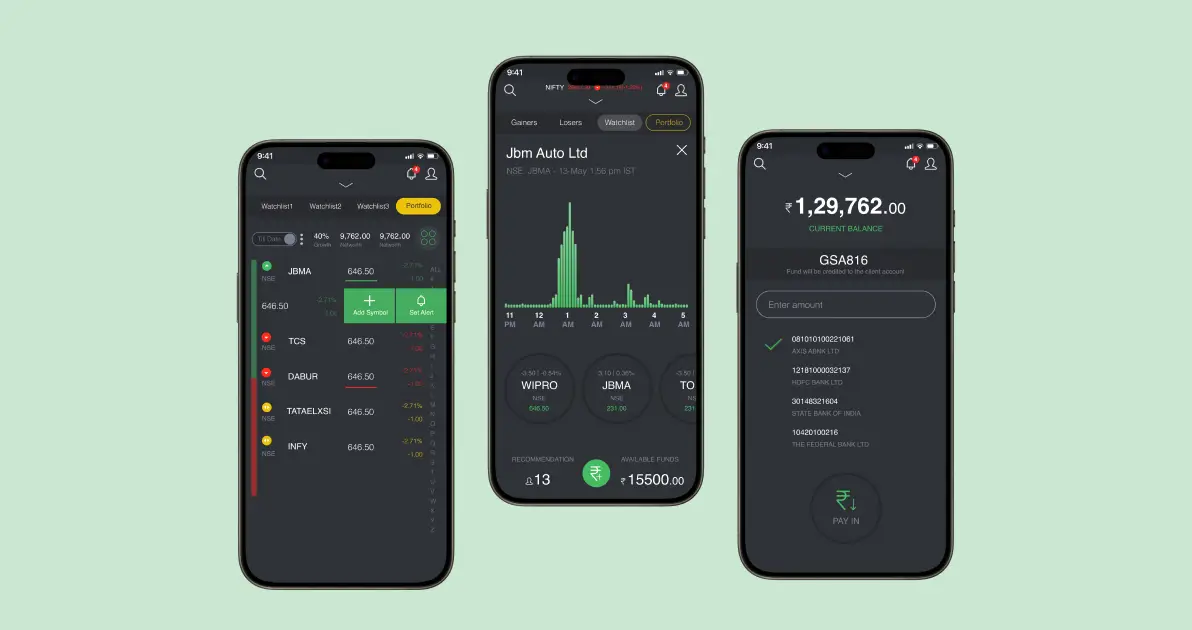 9:41
4
Watchlist1 Watchlist2 Watchlist3 Portfolio
Till Date 40% 9,762.00 9,762.00
Growth Networth Networth
JBMA 646.50 -2.71%
NSE 1.00
ALL
646.50 -2.71%
1.00
Add Symbol Set Alert
TCS 646.50 -2.71%
NSE 1.00
DABUR 646.50 -2.71%
NSE -1.00
TATAELXSI 646.50 -2.71%
NSE -1.00
INFY 646.50 -2.71%
NSE -1.00
M
N
O
P
Q
R
S
T
U
V
W
X
Y
Z
9:41
NIFTY
4
Gainers Losers Watchlist Portfolio
Jbm Auto Ltd
NSE JBMA - 13-May 1:56 pm IST
11 12 1 2 3 4 5
PM AM AM AM AM AM AM
-3.50 / -0.54% 3.10 / 0.36% -3.50 /
WIPRO JBMA TO
NSE NSE NS
646.50 231.00 231
RECOMMENDATION AVAILABLE FUNDS
13 ₹ 15500.00
9:41
4
₹ 1,29,762.00
CURRENT BALANCE
GSA816
Fund will be credited to the client account
Enter amount
081010100221061
AXIS ABNK LTD
12181000032137
HDFC BANK LTD
30148321604
STATE BANK OF INDIA
10420100216
THE FEDERAL BANK LTD
₹
PAY IN